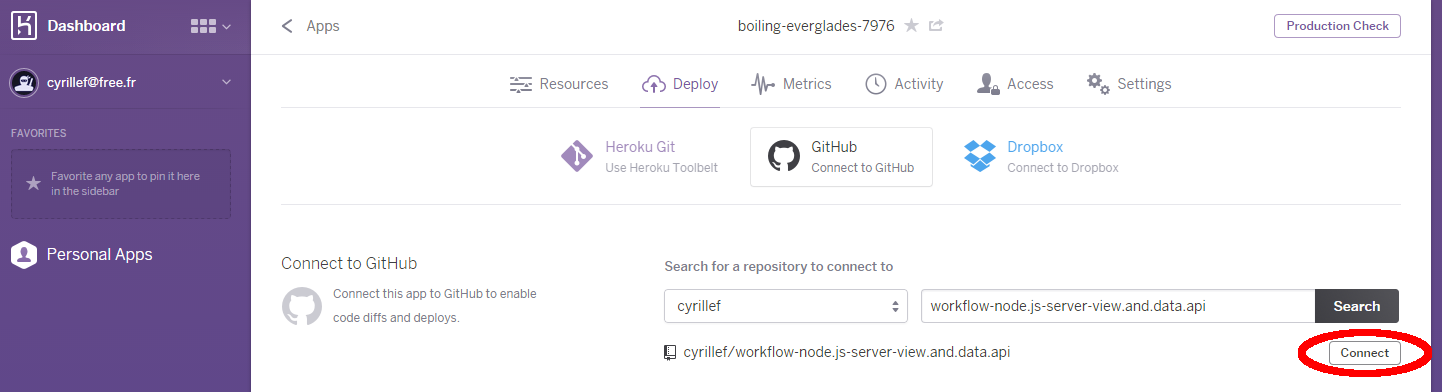 Dashboard
Apps
boiling-everglades-7976
Production Check
cyrillef@free.fr
Resources
Deploy
Metrics
Activity
Access
Settings
FAVORITES
Favorite any app to pin it here
in the sidebar
Heroku Git
Use Heroku Toolbelt
GitHub
Connect to GitHub
Dropbox
Connect to Dropbox
Personal Apps
Connect to GitHub
Connect this app to GitHub to enable
code diffs and deploys.
Search for a repository to connect to
cyrillef
workflow-node.js-server-view.and.data.api
Search
cyrillef/workflow-node.js-server-view.and.data.api
Connect